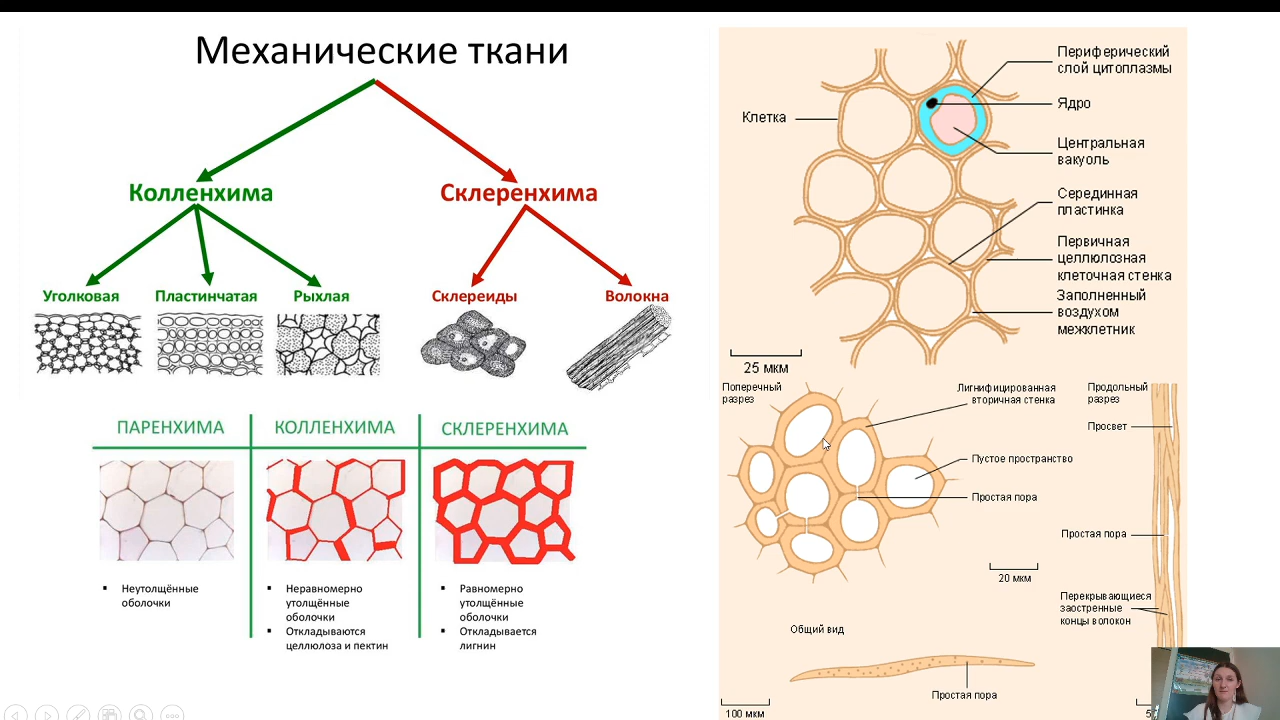 Механические ткани
Колленхима
Склеренхима
Уголковая
Пластинчатая
Рыхлая
Склереиды
Волокна
ПАРЕНХИМА
КОЛЛЕНХИМА
СКЛЕРЕНХИМА
▪ Неутолщённые
оболочки
▪ Неравномерно
утолщённые
оболочки
▪ Откладываются
целлюлоза и пектин
▪ Равномерно
утолщённые
оболочки
▪ Откладывается
лигнин
Клетка
Периферический
слой цитоплазмы
Ядро
Центральная
вакуоль
Серединная
пластинка
Первичная
целлюлозная
клеточная стенка
Заполненный
воздухом
межклетник
25 мкм
Поперечный
разрез
Лигнифицированная
вторичная стенка
Пустое пространство
Простая пора
20 мкм
Продольный
разрез
Просвет
Простая пора
Перекрывающиеся
заостренные
концы волокон
Общий вид
Простая пора
100 мкм